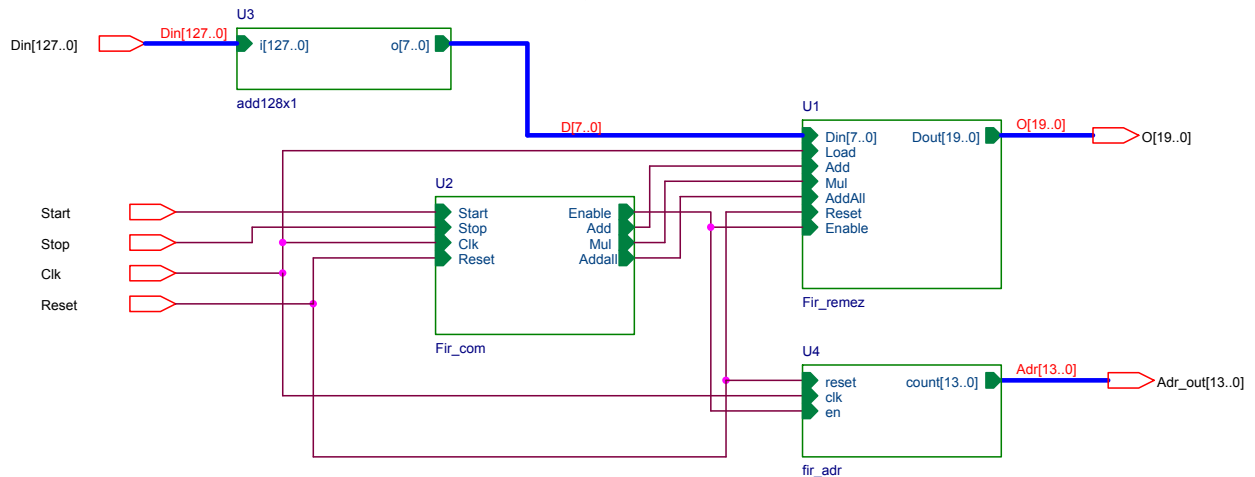 U3
Din[127..0]
Din[127..0]
i[127..0]
o[7..0]
add128x1
D[7..0]
U1
Din[7..0]
Load
Add
Mul
AddAll
Reset
Enable
Dout[19..0]
O[19..0]
O[19..0]
Fir_remez
Start
Stop
Clk
Reset
U2
Start
Stop
Clk
Reset
Enable
Add
Mul
Addall
Fir_com
U4
reset
clk
en
count[13..0]
Adr[13..0]
Adr_out[13..0]
fir_adr